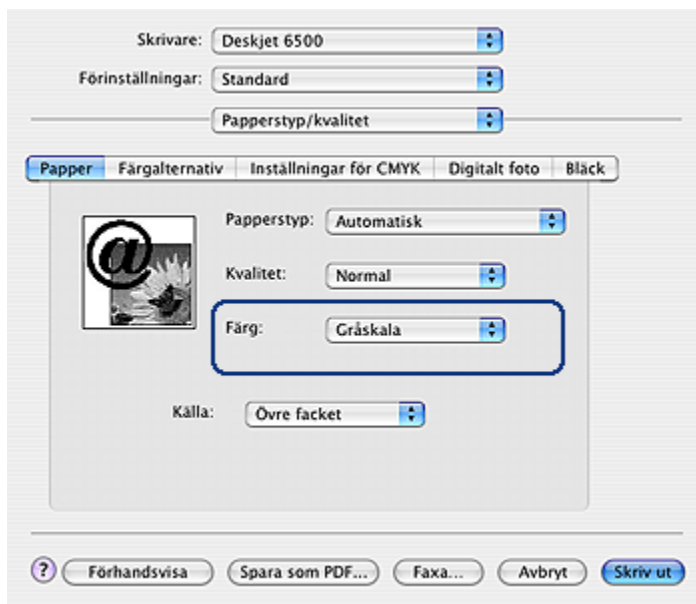 Skrivare: Deskjet 6500
Förinställningar: Standard
Papperstyp/kvalitet
Papper Färgalternativ Inställningar för CMYK Digitalt foto Bläck
@
Papperstyp: Automatisk
Kvalitet: Normal
Färg: Gråskala
Källa: Övre facket
? Förhandsvisa Spara som PDF... Faxa... Avbryt Skriv ut